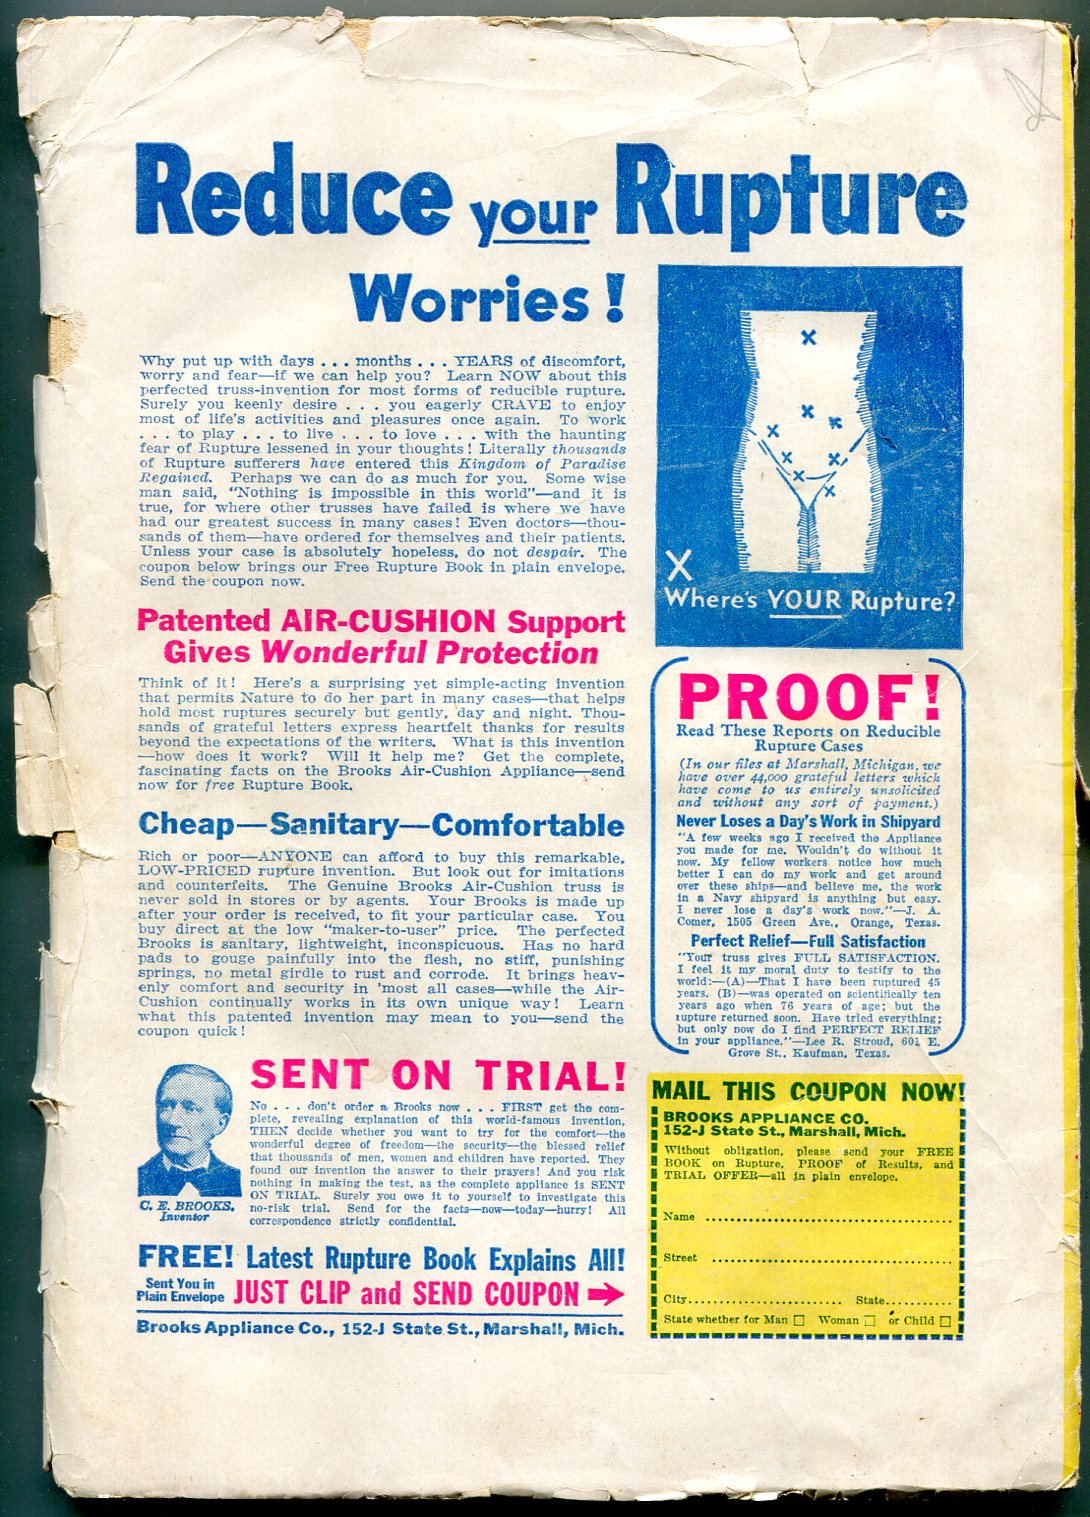 Reduce your Rupture
Worries!
Why put up with days . . . months . . . YEARS of discomfort,
worry and fear—if we can help you? Learn NOW about this
perfected truss-invention for most forms of reducible rupture.
Surely you keenly desire . . . you eagerly CRAVE to enjoy
most of life's activities and pleasures once again. To work
. . . to play . . . to live . . . to love . . . with the haunting
fear of Rupture lessened in your thoughts! Literally thousands
of Rupture sufferers have entered this Kingdom of Paradise
Regained. Perhaps we can do as much for you. Some wise
man said, "Nothing is impossible in this world"—and it is
true, for where other trusses have failed is where we have
had our greatest success in many cases! Even doctors—thou-
sands of them—have ordered for themselves and their patients.
Unless your case is absolutely hopeless, do not despair. The
coupon below brings our Free Rupture Book in plain envelope.
Send the coupon now.
X
Where's YOUR Rupture?
Patented AIR-CUSHION Support
Gives Wonderful Protection
Think of it! Here's a surprising yet simple-acting invention
that permits Nature to do her part in many cases—that helps
hold most ruptures securely but gently, day and night. Thou-
sands of grateful letters express heartfelt thanks for results
beyond the expectations of the writers. What is this invention
—how does it work? Will it help me? Get the complete,
fascinating facts on the Brooks Air-Cushion Appliance—send
now for free Rupture Book.
Cheap—Sanitary—Comfortable
Rich or poor—ANYONE can afford to buy this remarkable,
LOW-PRICED rupture invention. But look out for imitations
and counterfeits. The Genuine Brooks Air-Cushion truss is
never sold in stores or by agents. Your Brooks is made up
after your order is received, to fit your particular case. You
buy direct at the low "maker-to-user" price. The perfected
Brooks is sanitary, lightweight, inconspicuous. Has no hard
pads to gouge painfully into the flesh, no stiff, punishing
springs, no metal girdle to rust and corrode. It brings heav-
enly comfort and security in 'most all cases—while the Air-
Cushion continually works in its own unique way! Learn
what this patented invention may mean to you—send the
coupon quick!
PROOF!
Read These Reports on Reducible
Rupture Cases
(In our files at Marshall, Michigan, we
have over 44,000 grateful letters which
have come to us entirely unsolicited
and without any sort of payment.)
Never Loses a Day's Work in Shipyard
"A few weeks ago I received the Appliance
you made for me. Wouldn't do without it
now. My fellow workers notice how much
better I can do my work and get around
over these ships—and believe me, the work
in a Navy shipyard is anything but easy.
I never lose a day's work now."—J. A.
Comer, 1505 Green Ave., Orange, Texas.
Perfect Relief—Full Satisfaction
"Your truss gives FULL SATISFACTION.
I feel it my moral duty to testify to the
world:—(A)—That I have been ruptured 45
years. (B)—was operated on scientifically ten
years ago when 76 years of age; but the
rupture returned soon. Have tried everything;
but only now do I find PERFECT RELIEF
in your appliance."—Lee R. Stroud, 601 E.
Grove St., Kaufman, Texas.
C. E. BROOKS,
Inventor
SENT ON TRIAL!
No . . . don't order a Brooks now . . . FIRST get the com-
plete, revealing explanation of this world-famous invention,
THEN decide whether you want to try for the comfort—the
wonderful degree of freedom—the security—the blessed relief
that thousands of men, women and children have reported. They
found our invention the answer to their prayers! And you risk
nothing in making the test, as the complete appliance is SENT
ON TRIAL. Surely you owe it to yourself to investigate this
no-risk trial. Send for the facts—now—today—hurry! All
correspondence strictly confidential.
FREE! Latest Rupture Book Explains All!
Sent You in
Plain Envelope
JUST CLIP and SEND COUPON
Brooks Appliance Co., 152-J State St., Marshall, Mich.
MAIL THIS COUPON NOW!
BROOKS APPLIANCE CO.
152-J State St., Marshall, Mich.
Without obligation, please send your FREE
BOOK on Rupture, PROOF of Results, and
TRIAL OFFER—all in plain envelope.
Name
Street
City State
State whether for Man □ Woman □ or Child □